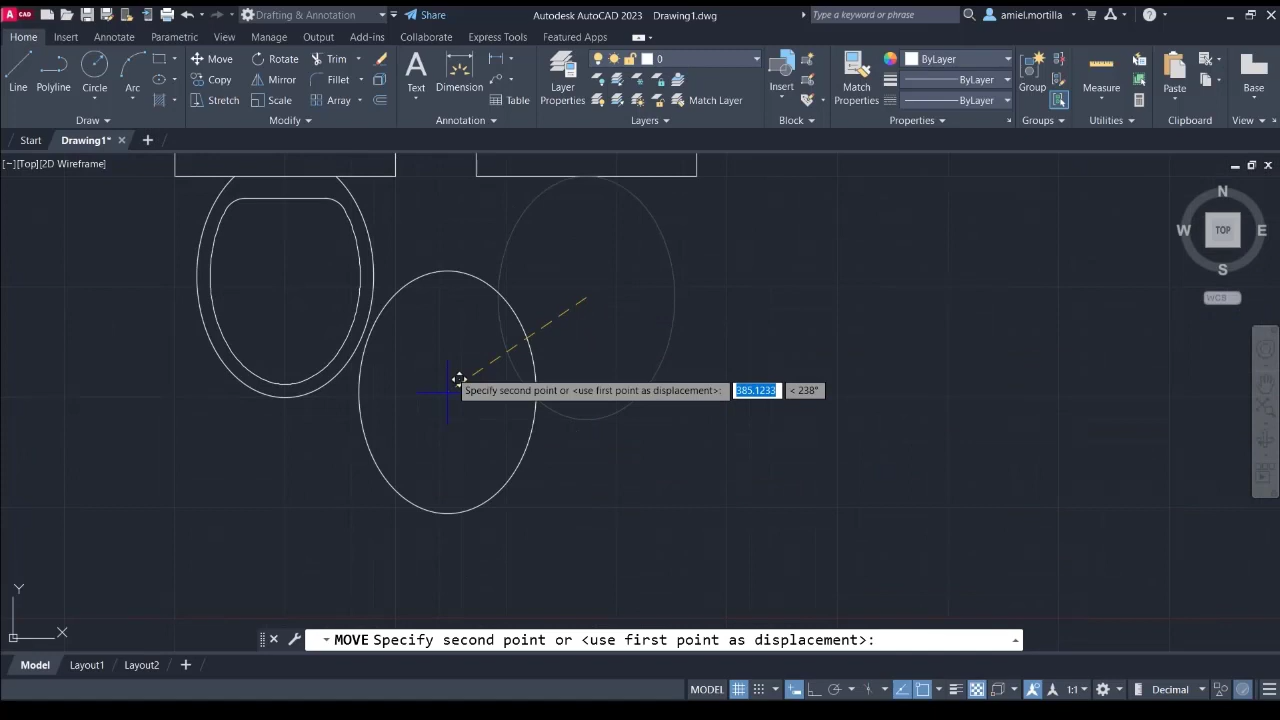 CAD
Drafting & Annotation
Share
Autodesk AutoCAD 2023 Drawing1.dwg
Type a keyword or phrase
amiel.mortilla
Home Insert Annotate Parametric View Manage Output Add-ins Collaborate Express Tools Featured Apps
Move Rotate Trim
Copy Mirror Fillet
Stretch Scale Array
Line Polyline Circle Arc
Text Dimension Table
Layer Properties
0
Match Layer
Insert
Match Properties
ByLayer
ByLayer
ByLayer
Group Measure Paste Base
Draw Modify Annotation Layers Block Properties Groups Utilities Clipboard View
Start Drawing1*
[−][Top][2D Wireframe]
N
W TOP E
S
WCB
Specify second point or <use first point as displacement>: 385.1233 < 238°
Y
X
MOVE Specify second point or <use first point as displacement>:
Model Layout1 Layout2
MODEL 1:1 Decimal